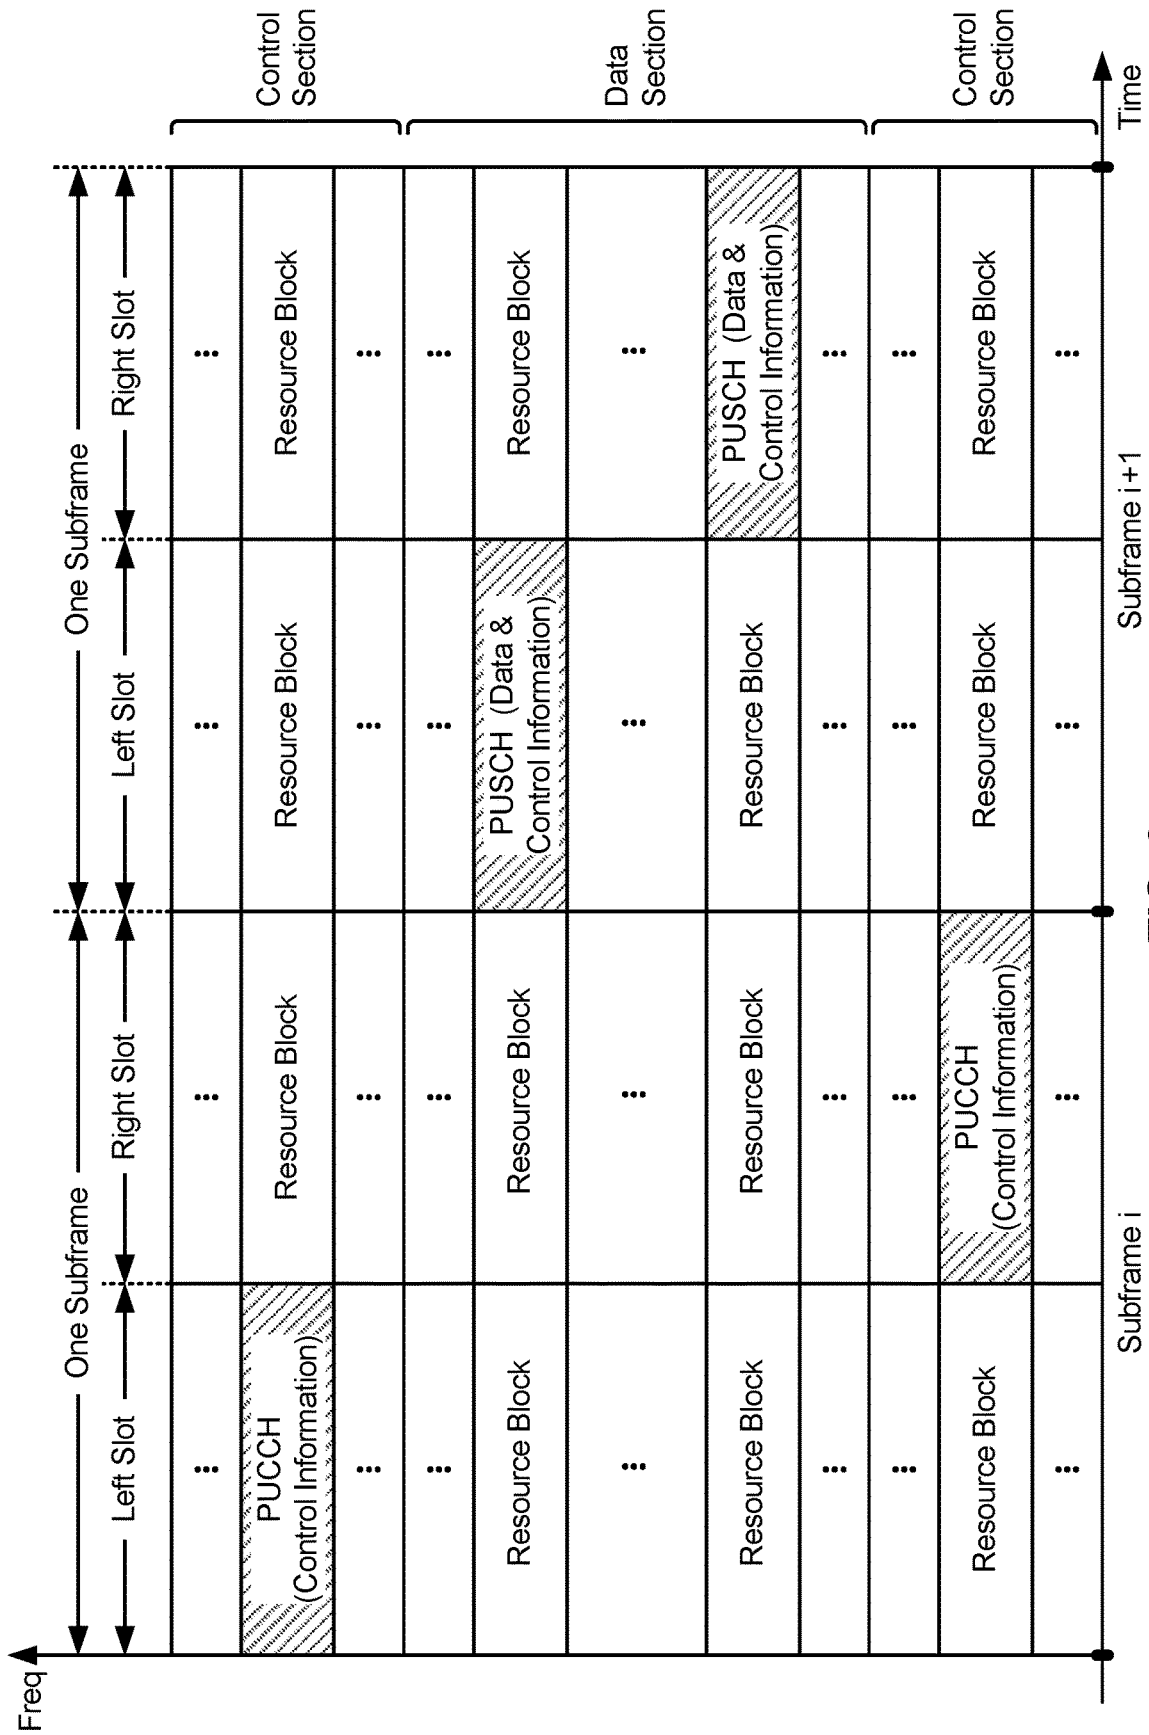 Freq
One Subframe
One Subframe
Left Slot
Right Slot
Left Slot
Right Slot
...
...
...
...
Control
Section
PUCCH
(Control Information)
Resource Block
Resource Block
Resource Block
...
...
...
...
...
...
...
...
Data
Section
Resource Block
Resource Block
PUSCH (Data &
Control Information)
Resource Block
...
...
...
...
Resource Block
Resource Block
Resource Block
PUSCH (Data &
Control Information)
...
...
...
...
...
...
...
...
Control
Section
Resource Block
PUCCH
(Control Information)
Resource Block
Resource Block
...
...
...
...
Subframe i
Subframe i+1
Time